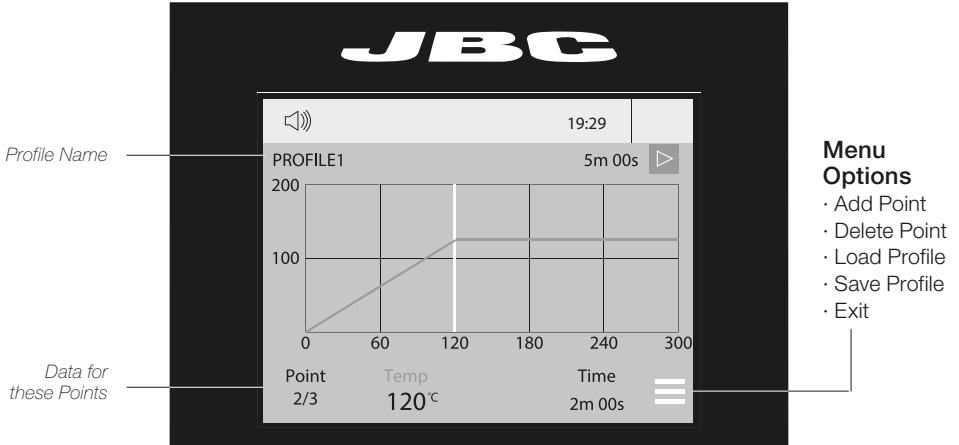 JBC
19:29
Profile Name
PROFILE1
5m 00s
200
100
0 60 120 180 240 300
Data for
these Points
Point
2/3
Temp
120°C
Time
2m 00s
Menu
Options
· Add Point
· Delete Point
· Load Profile
· Save Profile
· Exit